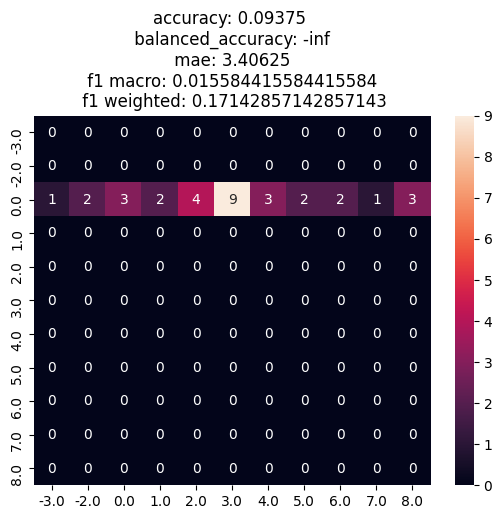 accuracy: 0.09375
balanced_accuracy: -inf
mae: 3.40625
f1 macro: 0.015584415584415584
f1 weighted: 0.17142857142857143
-3.0 0 0 0 0 0 0 0 0 0 0 0
-2.0 0 0 0 0 0 0 0 0 0 0 0
0.0 1 2 3 2 4 9 3 2 2 1 3
1.0 0 0 0 0 0 0 0 0 0 0 0
2.0 0 0 0 0 0 0 0 0 0 0 0
3.0 0 0 0 0 0 0 0 0 0 0 0
4.0 0 0 0 0 0 0 0 0 0 0 0
5.0 0 0 0 0 0 0 0 0 0 0 0
6.0 0 0 0 0 0 0 0 0 0 0 0
7.0 0 0 0 0 0 0 0 0 0 0 0
8.0 0 0 0 0 0 0 0 0 0 0 0
-3.0 -2.0 0.0 1.0 2.0 3.0 4.0 5.0 6.0 7.0 8.0
9
8
7
6
5
4
3
2
1
0